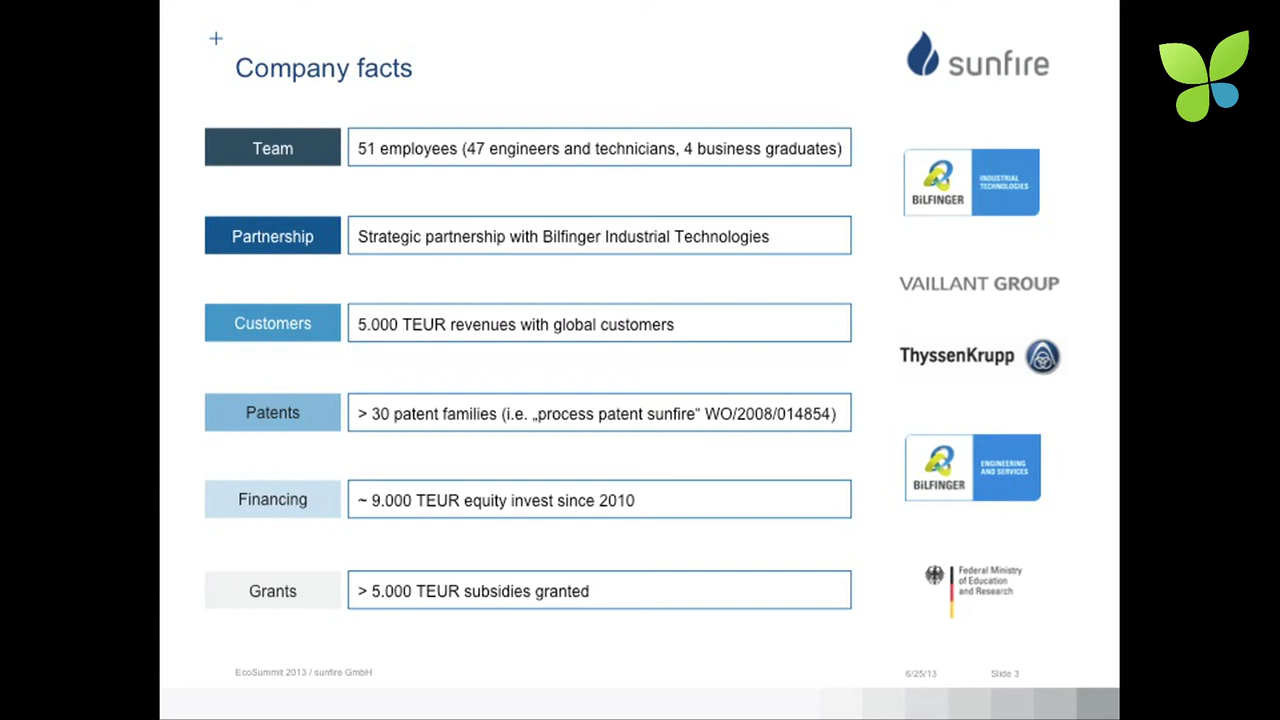 Company facts
sunfire
Team
51 employees (47 engineers and technicians, 4 business graduates)
BILFINGER
INDUSTRIAL
TECHNOLOGIES
Partnership
Strategic partnership with Bilfinger Industrial Technologies
VAILLANT GROUP
Customers
5.000 TEUR revenues with global customers
ThyssenKrupp
Patents
> 30 patent families (i.e. „process patent sunfire“ WO/2008/014854)
BILFINGER
ENGINEERING
AND SERVICES
Financing
~ 9.000 TEUR equity invest since 2010
Grants
> 5.000 TEUR subsidies granted
Federal Ministry
of Education
and Research
EcoSummit 2013 / sunfire GmbH
6/25/13
Slide 3